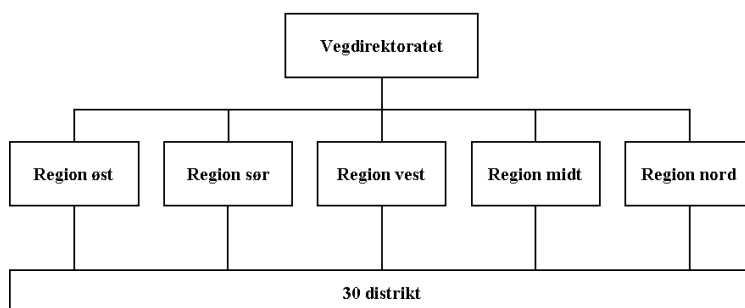 Vegdirektoratet
Region øst
Region sør
Region vest
Region midt
Region nord
30 distrikt